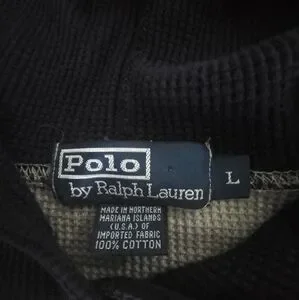 Polo
by Ralph Lauren
L
MADE IN NORTHERN
MARIANA ISLANDS
(U.S.A.) OF
IMPORTED FABRIC
100% COTTON